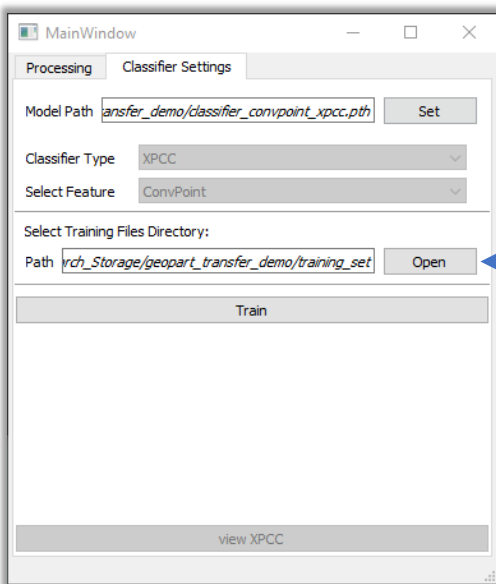 MainWindow
Processing Classifier Settings
Model Path ansfer_demo/classifier_convpoint_xpcc.pth Set
Classifier Type XPCC
Select Feature ConvPoint
Select Training Files Directory:
Path rch_Storage/geopart_transfer_demo/training_set Open
Train
view XPCC